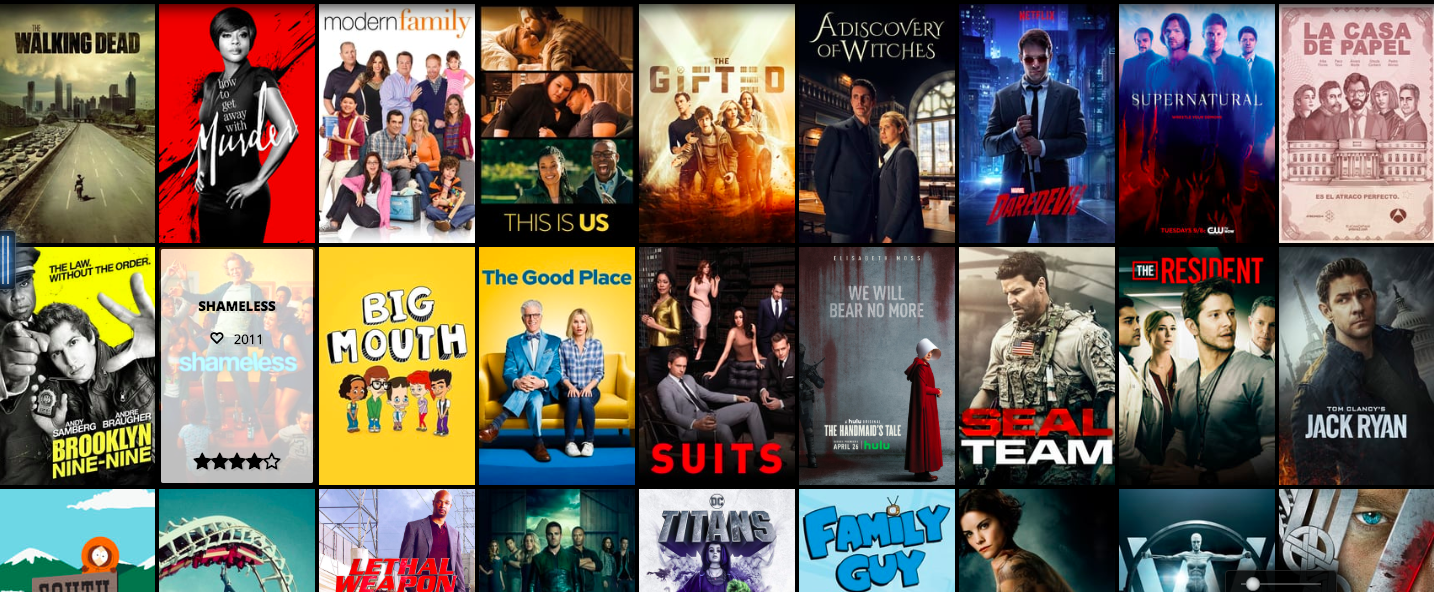 THE
WALKING DEAD
how
to
get
away
with
Murder
modern family
THIS IS US
THE
GIFTED
A DISCOVERY
OF WITCHES
NETFLIX
MARVEL
DAREDEVIL
SUPERNATURAL
TUESDAYS 9/8c CW
LA CASA
DE PAPEL
ES EL ATRACO PERFECTO.
THE LAW.
WITHOUT THE ORDER.
ANDY
SAMBERG
ANDRE
BRAUGHER
BROOKLYN
NINE-NINE
SHAMELESS
2011
shameless
BIG
MOUTH
The Good Place
SUITS
ELISABETH MOSS
WE WILL
BEAR NO MORE
a hulu ORIGINAL
THE HANDMAID'S TALE
APRIL 26 hulu
SEAL
TEAM
THE RESIDENT
TOM CLANCY'S
JACK RYAN
SOUTH
LETHAL
WEAPON
DC
TITANS
FAMILY
GUY